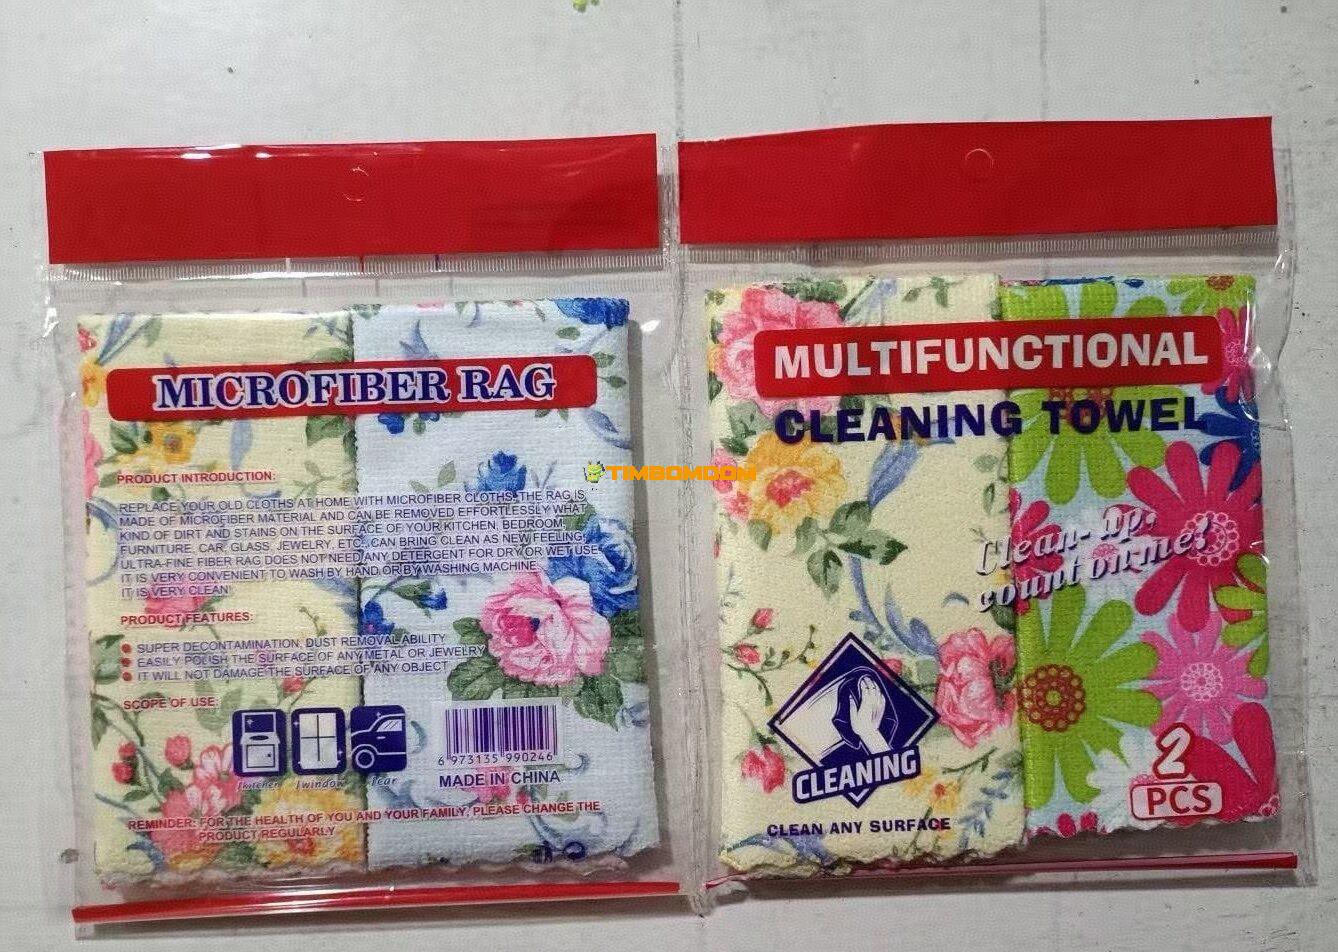 MICROFIBER RAG
PRODUCT INTRODUCTION:
REPLACE YOUR OLD CLOTHS AT HOME WITH MICROFIBER CLOTHS, THE RAG IS
MADE OF MICROFIBER MATERIAL AND CAN BE REMOVED EFFORTLESSLY WHAT
KIND OF DIRT AND STAINS ON THE SURFACE OF YOUR KITCHEN, BEDROOM,
FURNITURE, CAR, GLASS, JEWELRY, ETC, CAN BRING CLEAN AS NEW FEELING,
ULTRA-FINE FIBER RAG DOES NOT NEED ANY DETERGENT FOR DRY OR WET USE
IT IS VERY CONVENIENT TO WASH BY HAND OR BY WASHING MACHINE
IT IS VERY CLEAN!
PRODUCT FEATURES:
SUPER DECONTAMINATION, DUST REMOVAL ABILITY
EASILY POLISH THE SURFACE OF ANY METAL OR JEWELRY
IT WILL NOT DAMAGE THE SURFACE OF ANY OBJECT
SCOPE OF USE:
/kitchen /window /car
6 973135 990246
MADE IN CHINA
REMINDER: FOR THE HEALTH OF YOU AND YOUR FAMILY, PLEASE CHANGE THE
PRODUCT REGULARLY
TIMBOMDOM
MULTIFUNCTIONAL
CLEANING TOWEL
Clean-up,
count on me!
CLEANING
CLEAN ANY SURFACE
2
PCS